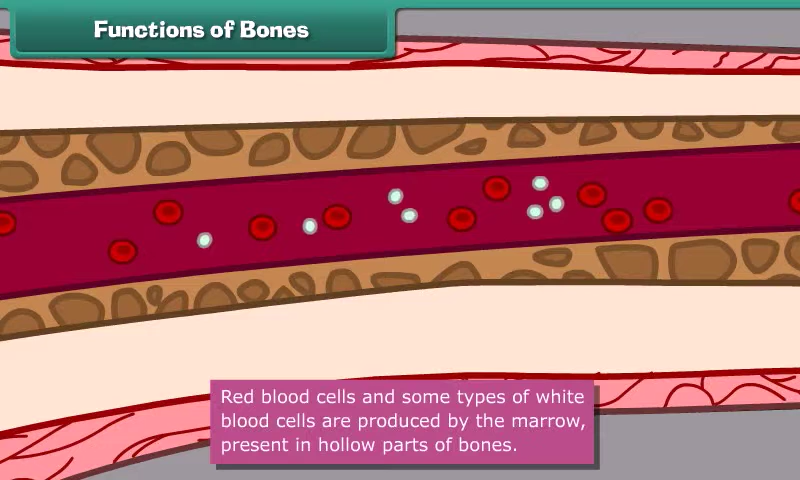 Functions of Bones
Red blood cells and some types of white
blood cells are produced by the marrow,
present in hollow parts of bones.